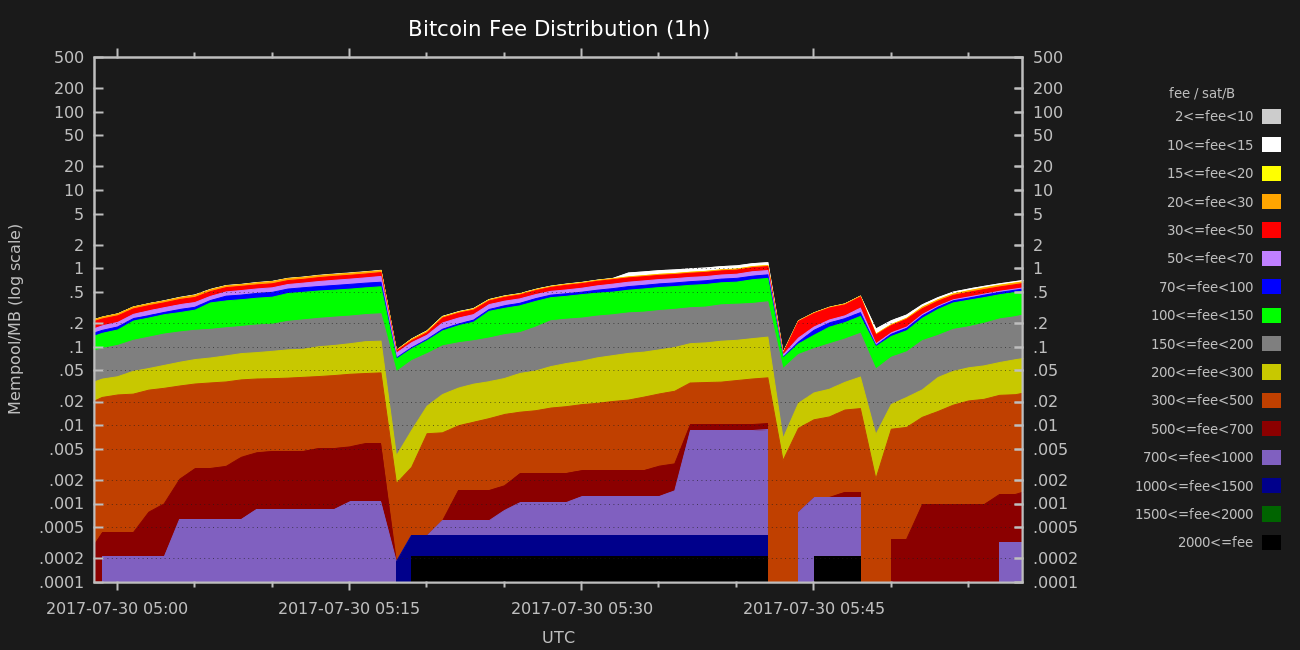 Bitcoin Fee Distribution (1h)
500
200
100
50
20
10
5
2
1
.5
.2
.1
.05
.02
.01
.005
.002
.001
.0005
.0002
.0001
Mempool/MB (log scale)
500
200
100
50
20
10
5
2
1
.5
.2
.1
.05
.02
.01
.005
.002
.001
.0005
.0002
.0001
2017-07-30 05:00 2017-07-30 05:15 2017-07-30 05:30 2017-07-30 05:45
UTC
fee / sat/B
2<=fee<10
10<=fee<15
15<=fee<20
20<=fee<30
30<=fee<50
50<=fee<70
70<=fee<100
100<=fee<150
150<=fee<200
200<=fee<300
300<=fee<500
500<=fee<700
700<=fee<1000
1000<=fee<1500
1500<=fee<2000
2000<=fee